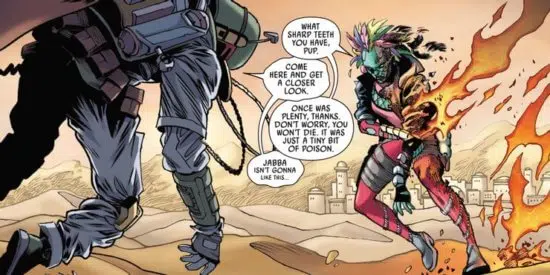 WHAT
SHARP TEETH
YOU HAVE,
PUP.
COME
HERE AND GET
A CLOSER
LOOK.
ONCE WAS
PLENTY, THANKS.
DON'T WORRY, YOU
WON'T DIE. IT WAS
JUST A TINY BIT
OF POISON.
JABBA
ISN'T GONNA
LIKE THIS...